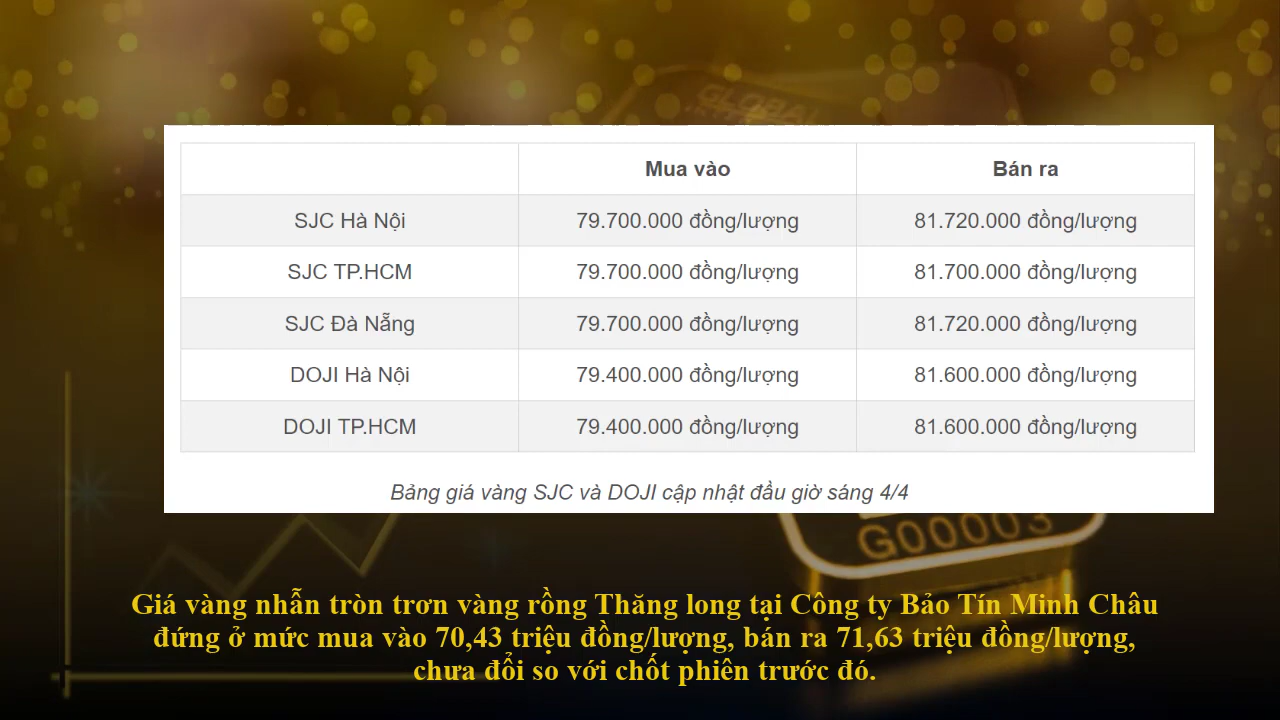 Mua vào Bán ra
SJC Hà Nội 79.700.000 đồng/lượng 81.720.000 đồng/lượng
SJC TP.HCM 79.700.000 đồng/lượng 81.700.000 đồng/lượng
SJC Đà Nẵng 79.700.000 đồng/lượng 81.720.000 đồng/lượng
DOJI Hà Nội 79.400.000 đồng/lượng 81.600.000 đồng/lượng
DOJI TP.HCM 79.400.000 đồng/lượng 81.600.000 đồng/lượng
Bảng giá vàng SJC và DOJI cập nhật đầu giờ sáng 4/4
G00003
Giá vàng nhẫn tròn trơn vàng rồng Thăng long tại Công ty Bảo Tín Minh Châu
đứng ở mức mua vào 70,43 triệu đồng/lượng, bán ra 71,63 triệu đồng/lượng,
chưa đổi so với chốt phiên trước đó.